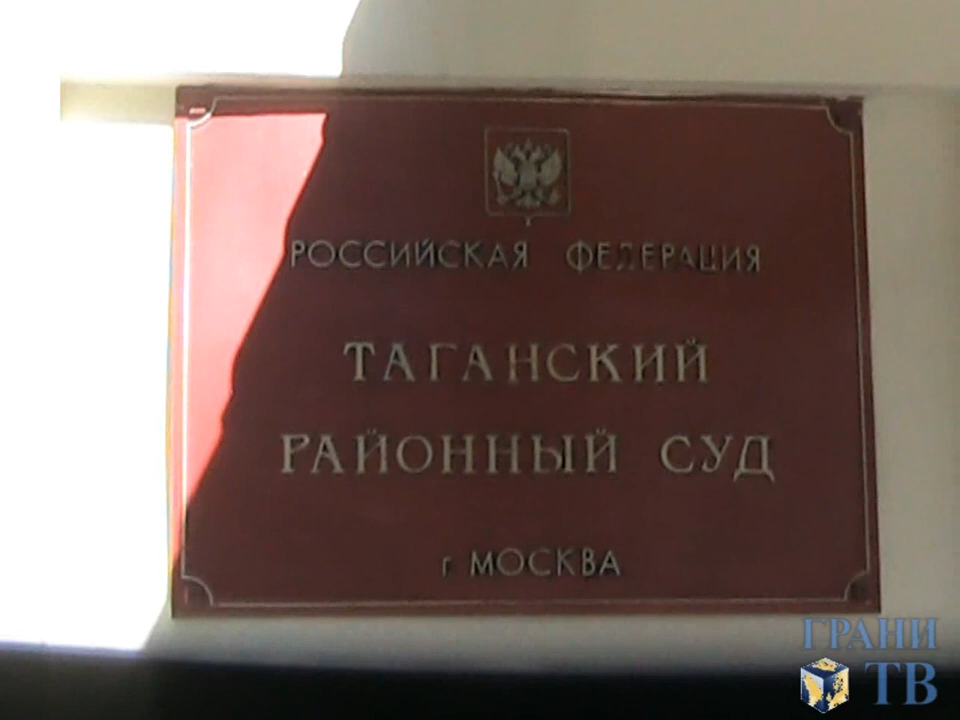 РОССИЙСКАЯ ФЕДЕРАЦИЯ
ТАГАНСКИЙ
РАЙОННЫЙ СУД
г МОСКВА
ГРАНИ
ТВ